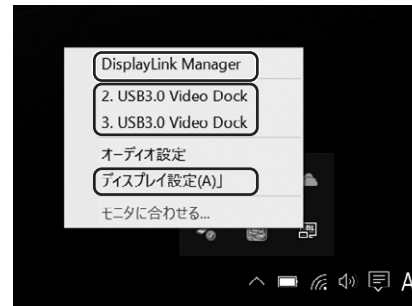 DisplayLink Manager
2. USB3.0 Video Dock
3. USB3.0 Video Dock
オーディオ設定
ディスプレイ設定(A)」
モニタに合わせる...
A